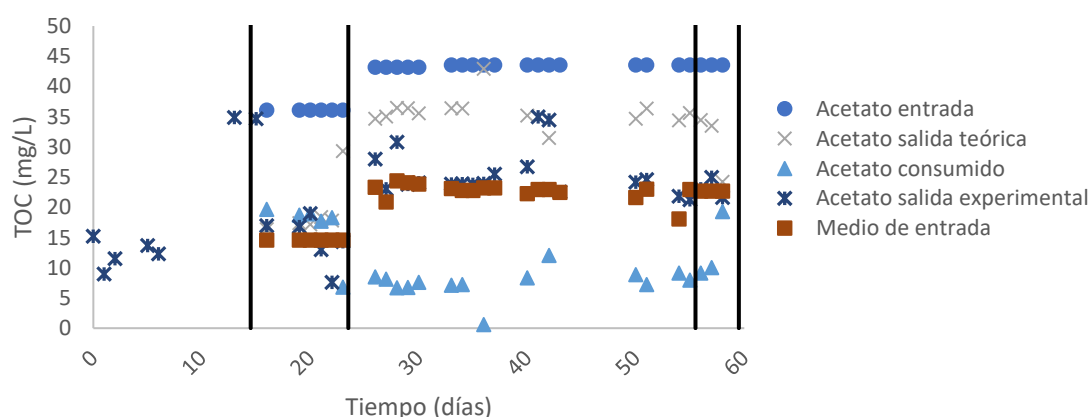 TOC (mg/L)
50
45
40
35
30
25
20
15
10
5
0
0
10
20
30
40
50
60
Tiempo (días)
Acetato entrada
Acetato salida teórica
Acetato consumido
Acetato salida experimental
Medio de entrada